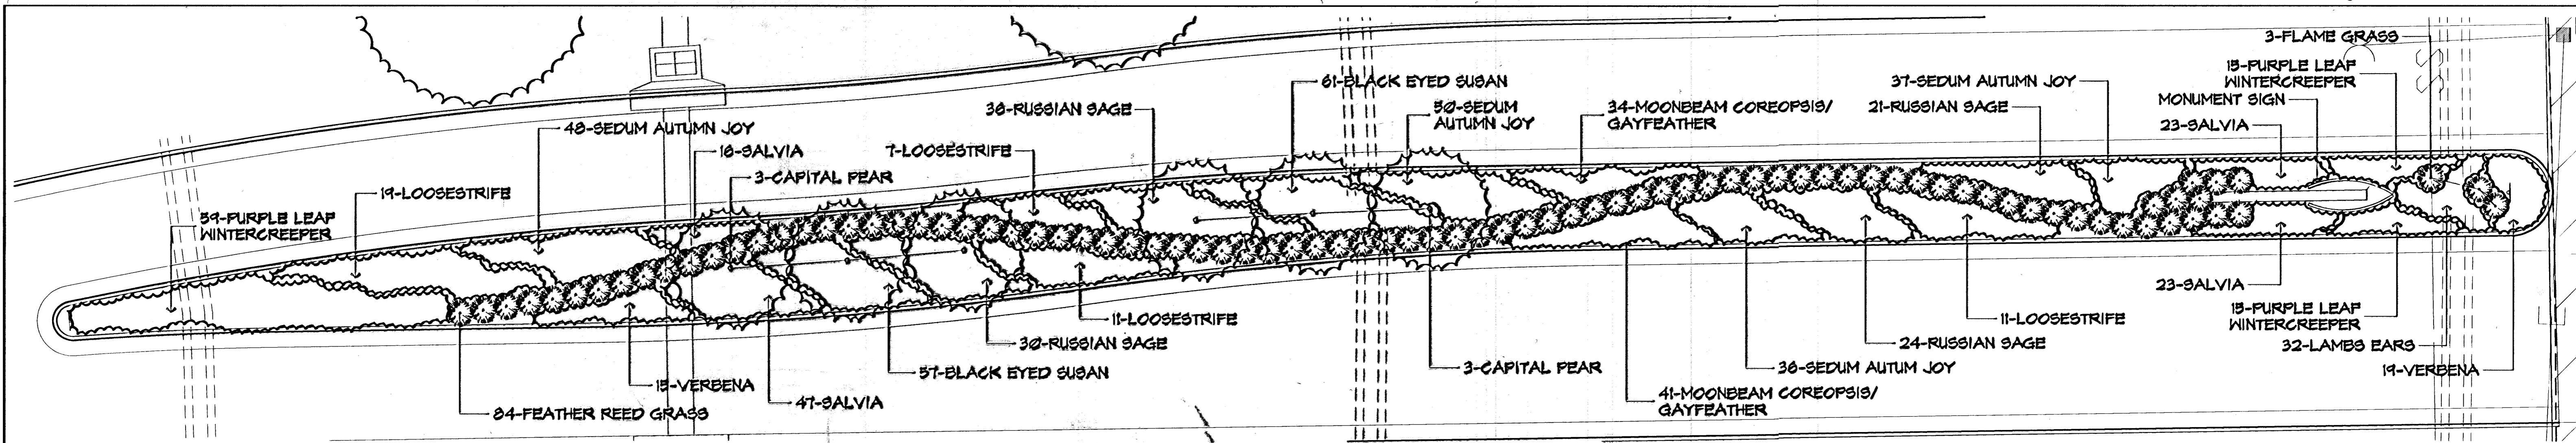 3-FLAME GRASS
15-PURPLE LEAF
WINTERCREEPER
61-BLACK EYED SUSAN
37-SEDUM AUTUMN JOY
38-RUSSIAN SAGE
50-SEDUM
AUTUMN JOY
34-MOONBEAM COREOPSIS/
GAYFEATHER
21-RUSSIAN SAGE
MONUMENT SIGN
48-SEDUM AUTUMN JOY
23-SALVIA
16-SALVIA
7-LOOSESTRIFE
3-CAPITAL PEAR
19-LOOSESTRIFE
59-PURPLE LEAF
WINTERCREEPER
23-SALVIA
15-PURPLE LEAF
WINTERCREEPER
11-LOOSESTRIFE
11-LOOSESTRIFE
30-RUSSIAN SAGE
24-RUSSIAN SAGE
32-LAMBS EARS
57-BLACK EYED SUSAN
3-CAPITAL PEAR
36-SEDUM AUTUM JOY
19-VERBENA
15-VERBENA
47-SALVIA
41-MOONBEAM COREOPSIS/
GAYFEATHER
84-FEATHER REED GRASS